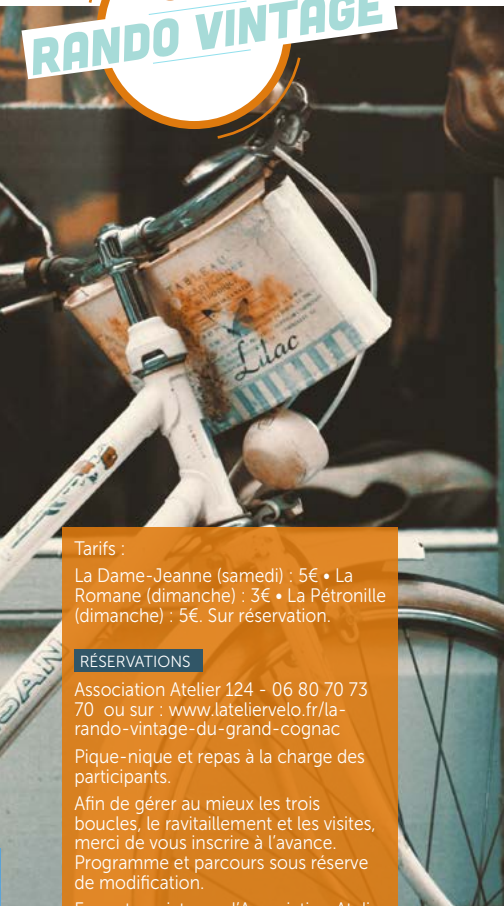 RANDO VINTAGE
TABLEAU
Lilac
Tarifs :
La Dame-Jeanne (samedi) : 5€ • La
Romane (dimanche) : 3€ • La Pétronille
(dimanche) : 5€. Sur réservation.
RÉSERVATIONS
Association Atelier 124 - 06 80 70 73
70 ou sur : www.lateliervelo.fr/la-
rando-vintage-du-grand-cognac
Pique-nique et repas à la charge des
participants.
Afin de gérer au mieux les trois
boucles, le ravitaillement et les visites,
merci de vous inscrire à l'avance.
Programme et parcours sous réserve
de modification.